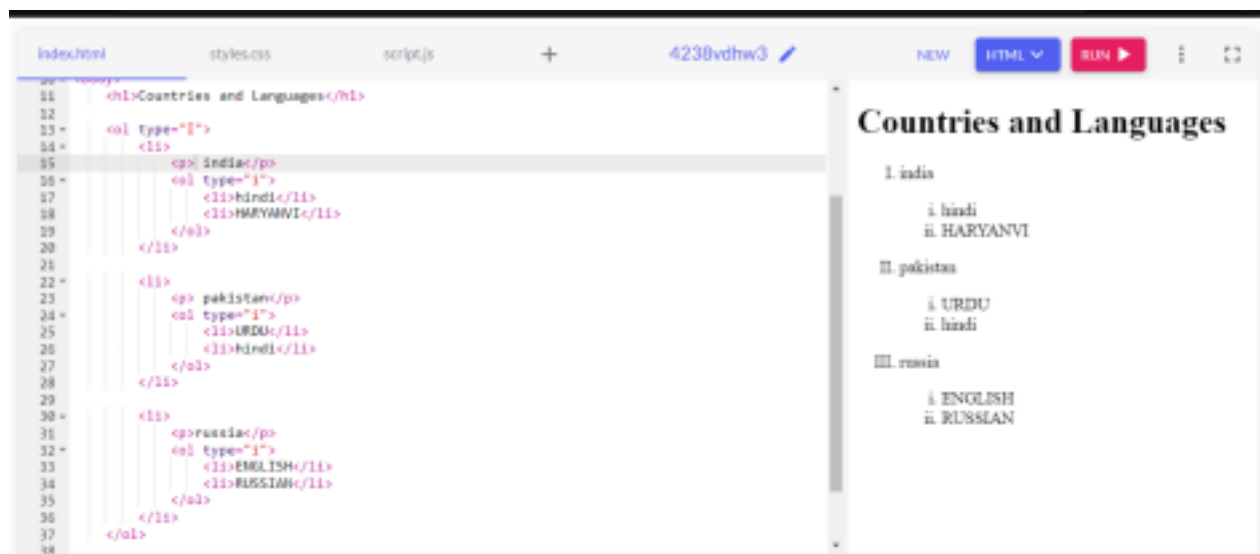 index.html styles.css script.js + 4238vdhw3 NEW HTML RUN
10 <body>
11 <h1>Countries and Languages</h1>
12
13 <ol type="I">
14 <li>
15 <p> india</p>
16 <ol type="i">
17 <li>hindi</li>
18 <li>HARYANVI</li>
19 </ol>
20 </li>
21
22 <li>
23 <p> pakistan</p>
24 <ol type="i">
25 <li>URDU</li>
26 <li>hindi</li>
27 </ol>
28 </li>
29
30 <li>
31 <p>russia</p>
32 <ol type="i">
33 <li>ENGLISH</li>
34 <li>RUSSIAN</li>
35 </ol>
36 </li>
37 </ol>
38
Countries and Languages
I. india
i. hindi
ii. HARYANVI
II. pakistan
i. URDU
ii. hindi
III. russia
i. ENGLISH
ii. RUSSIAN